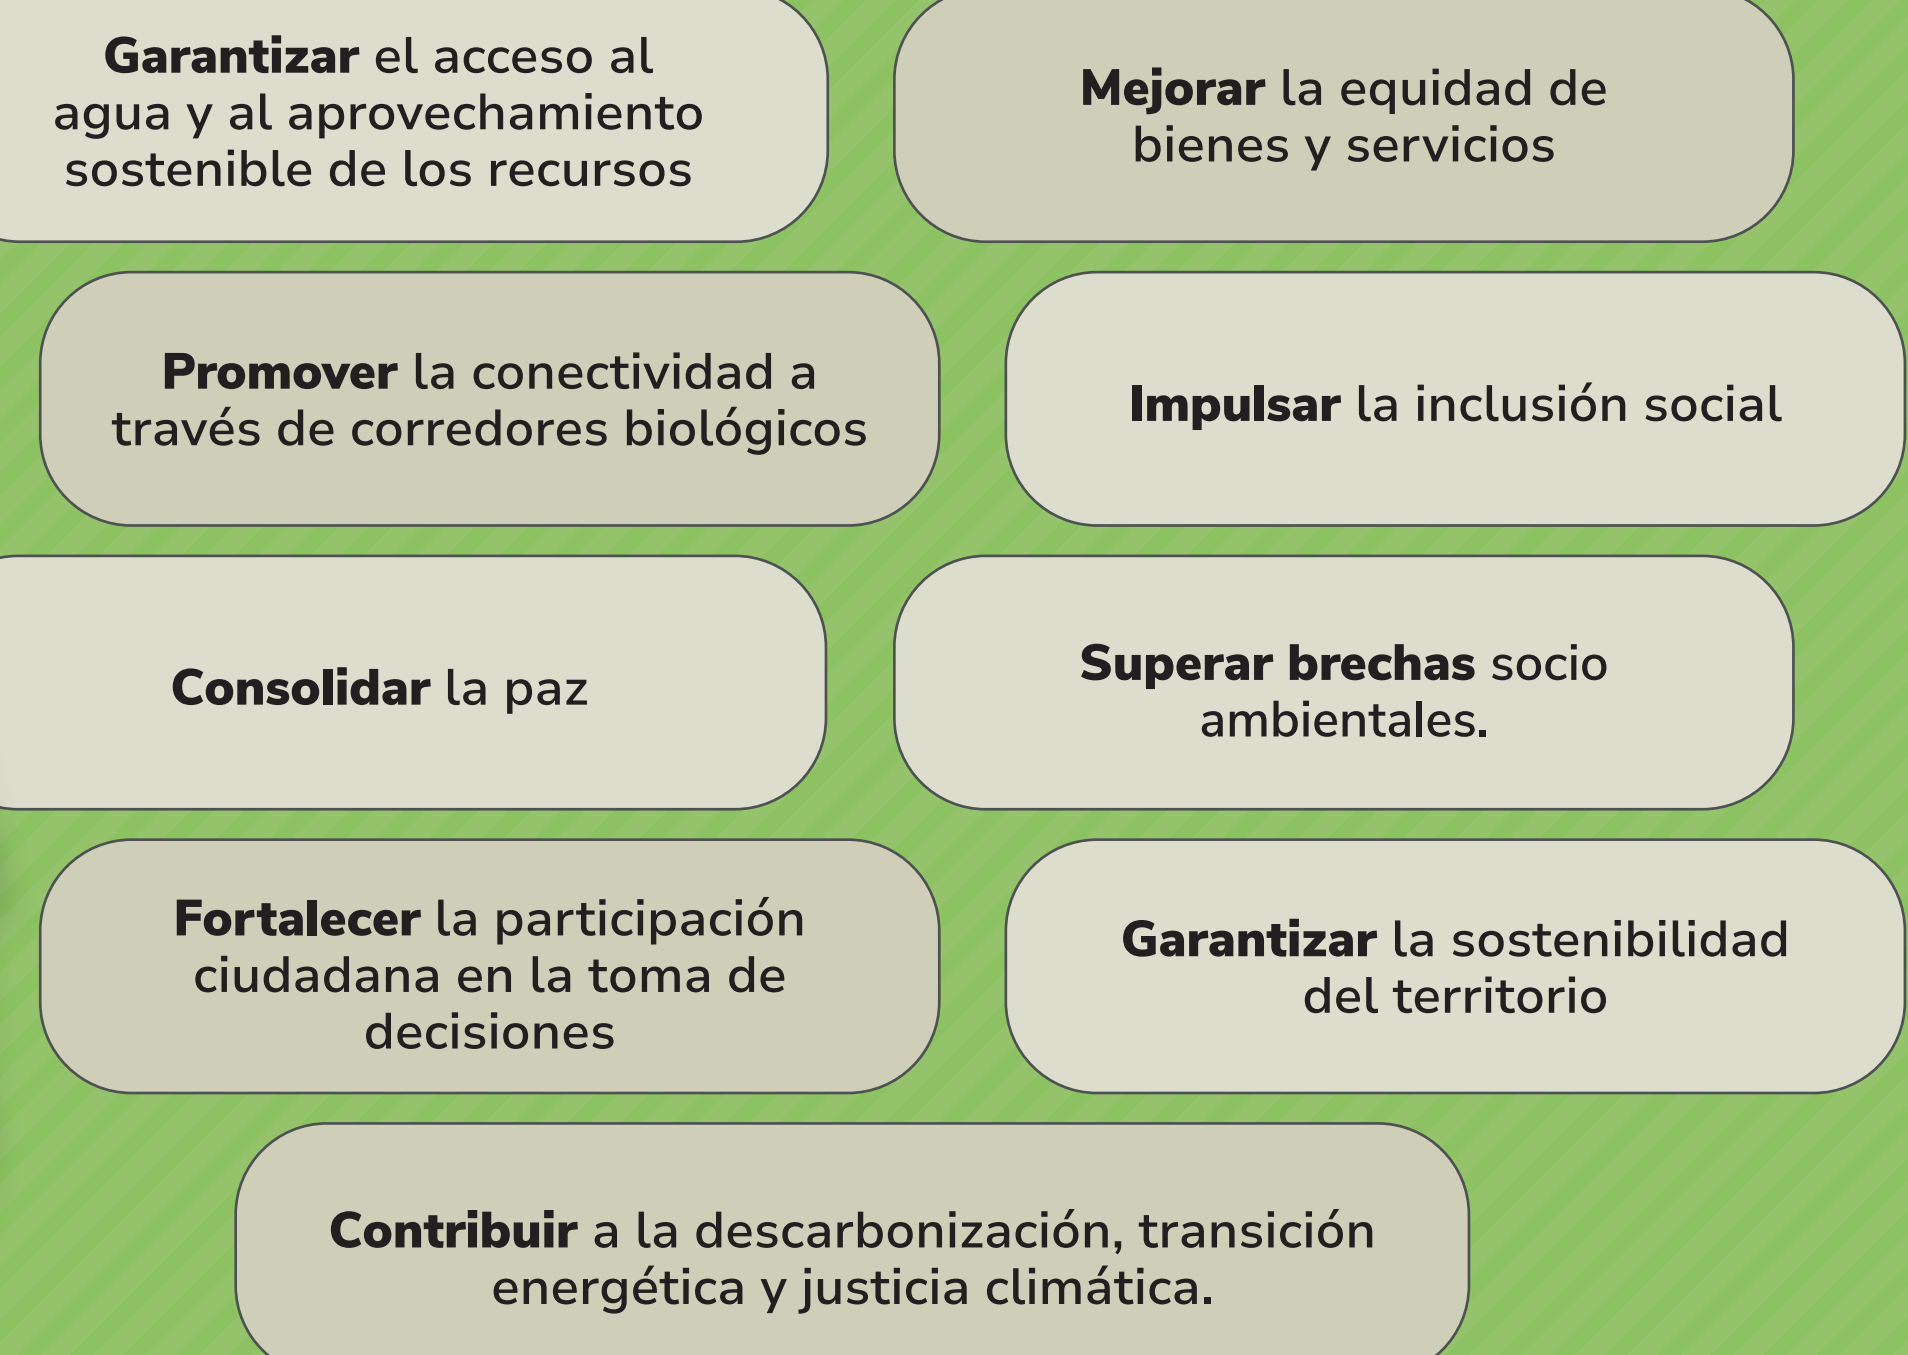 Garantizar el acceso al
agua y al aprovechamiento
sostenible de los recursos
Mejorar la equidad de
bienes y servicios
Promover la conectividad a
través de corredores biológicos
Impulsar la inclusión social
Consolidar la paz
Superar brechas socio
ambientales.
Fortalecer la participación
ciudadana en la toma de
decisiones
Garantizar la sostenibilidad
del territorio
Contribuir a la descarbonización, transición
energética y justicia climática.